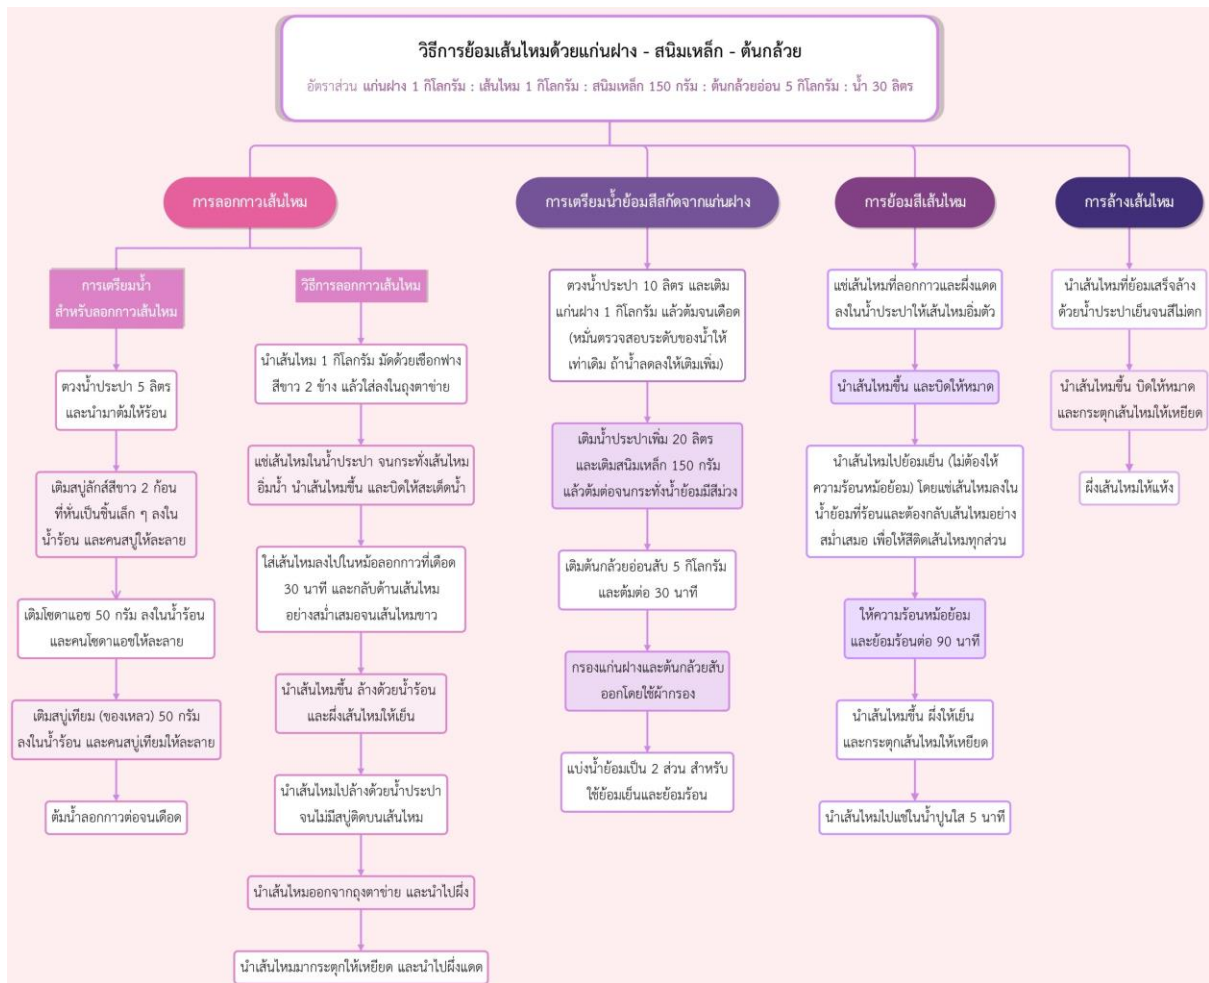 วิธีการย้อมเส้นไหมด้วยแก่นฝาง - สนิมเหล็ก - ต้นกล้วย
อัตราส่วน แก่นฝาง 1 กิโลกรัม : เส้นไหม 1 กิโลกรัม : สนิมเหล็ก 150 กรัม : ต้นกล้วยอ่อน 5 กิโลกรัม : น้ำ 30 ลิตร
การลอกกาวเส้นไหม
การเตรียมน้ำ
สำหรับลอกกาวเส้นไหม
ตวงน้ำประปา 5 ลิตร
และนำมาต้มให้ร้อน
เติมสบู่ลักส์สีขาว 2 ก้อน
ที่หั่นเป็นชิ้นเล็ก ๆ ลงใน
น้ำร้อน และคนสบู่ให้ละลาย
เติมโซดาแอช 50 กรัม ลงในน้ำร้อน
และคนโซดาแอชให้ละลาย
เติมสบู่เทียม (ของเหลว) 50 กรัม
ลงในน้ำร้อน และคนสบู่เทียมให้ละลาย
ต้มน้ำลอกกาวต่อจนเดือด
วิธีการลอกกาวเส้นไหม
นำเส้นไหม 1 กิโลกรัม มัดด้วยเชือกฟาง
สีขาว 2 ข้าง แล้วใส่ลงในถุงตาข่าย
แช่เส้นไหมในน้ำประปา จนกระทั่งเส้นไหม
อิ่มน้ำ นำเส้นไหมขึ้น และบิดให้สะเด็ดน้ำ
ใส่เส้นไหมลงไปในหม้อลอกกาวที่เดือด
30 นาที และกลับด้านเส้นไหม
อย่างสม่ำเสมอจนเส้นไหมขาว
นำเส้นไหมขึ้น ล้างด้วยน้ำร้อน
และผึ่งเส้นไหมให้เย็น
นำเส้นไหมไปล้างด้วยน้ำประปา
จนไม่มีสบู่ติดบนเส้นไหม
นำเส้นไหมออกจากถุงตาข่าย และนำไปผึ่ง
นำเส้นไหมมากระตุกให้เหยียด และนำไปผึ่งแดด
การเตรียมน้ำย้อมสีสกัดจากแก่นฝาง
ตวงน้ำประปา 10 ลิตร และเติม
แก่นฝาง 1 กิโลกรัม แล้วต้มจนเดือด
(หมั่นตรวจสอบระดับของน้ำให้
เท่าเดิม ถ้าน้ำลดลงให้เติมเพิ่ม)
เติมน้ำประปาเพิ่ม 20 ลิตร
และเติมสนิมเหล็ก 150 กรัม
แล้วต้มต่อจนกระทั่งน้ำย้อมมีสีม่วง
เติมต้นกล้วยอ่อนสับ 5 กิโลกรัม
และต้มต่อ 30 นาที
กรองแก่นฝางและต้นกล้วยสับ
ออกโดยใช้ผ้ากรอง
แบ่งน้ำย้อมเป็น 2 ส่วน สำหรับ
ใช้ย้อมเย็นและย้อมร้อน
การย้อมสีเส้นไหม
แช่เส้นไหมที่ลอกกาวและผึ่งแดด
ลงในน้ำประปาให้เส้นไหมอิ่มตัว
นำเส้นไหมขึ้น และบิดให้หมาด
นำเส้นไหมไปย้อมเย็น (ไม่ต้องให้
ความร้อนหม้อย้อม) โดยแช่เส้นไหมลงใน
น้ำย้อมที่ร้อนและต้องกลับเส้นไหมอย่าง
สม่ำเสมอ เพื่อให้สีติดเส้นไหมทุกส่วน
ให้ความร้อนหม้อย้อม
และย้อมร้อนต่อ 90 นาที
นำเส้นไหมขึ้น ผึ่งให้เย็น
และกระตุกเส้นไหมให้เหยียด
นำเส้นไหมไปแช่ในน้ำปูนใส 5 นาที
การล้างเส้นไหม
นำเส้นไหมที่ย้อมเสร็จล้าง
ด้วยน้ำประปาเย็นจนสีไม่ตก
นำเส้นไหมขึ้น บิดให้หมาด
และกระตุกเส้นไหมให้เหยียด
ผึ่งเส้นไหมให้แห้ง